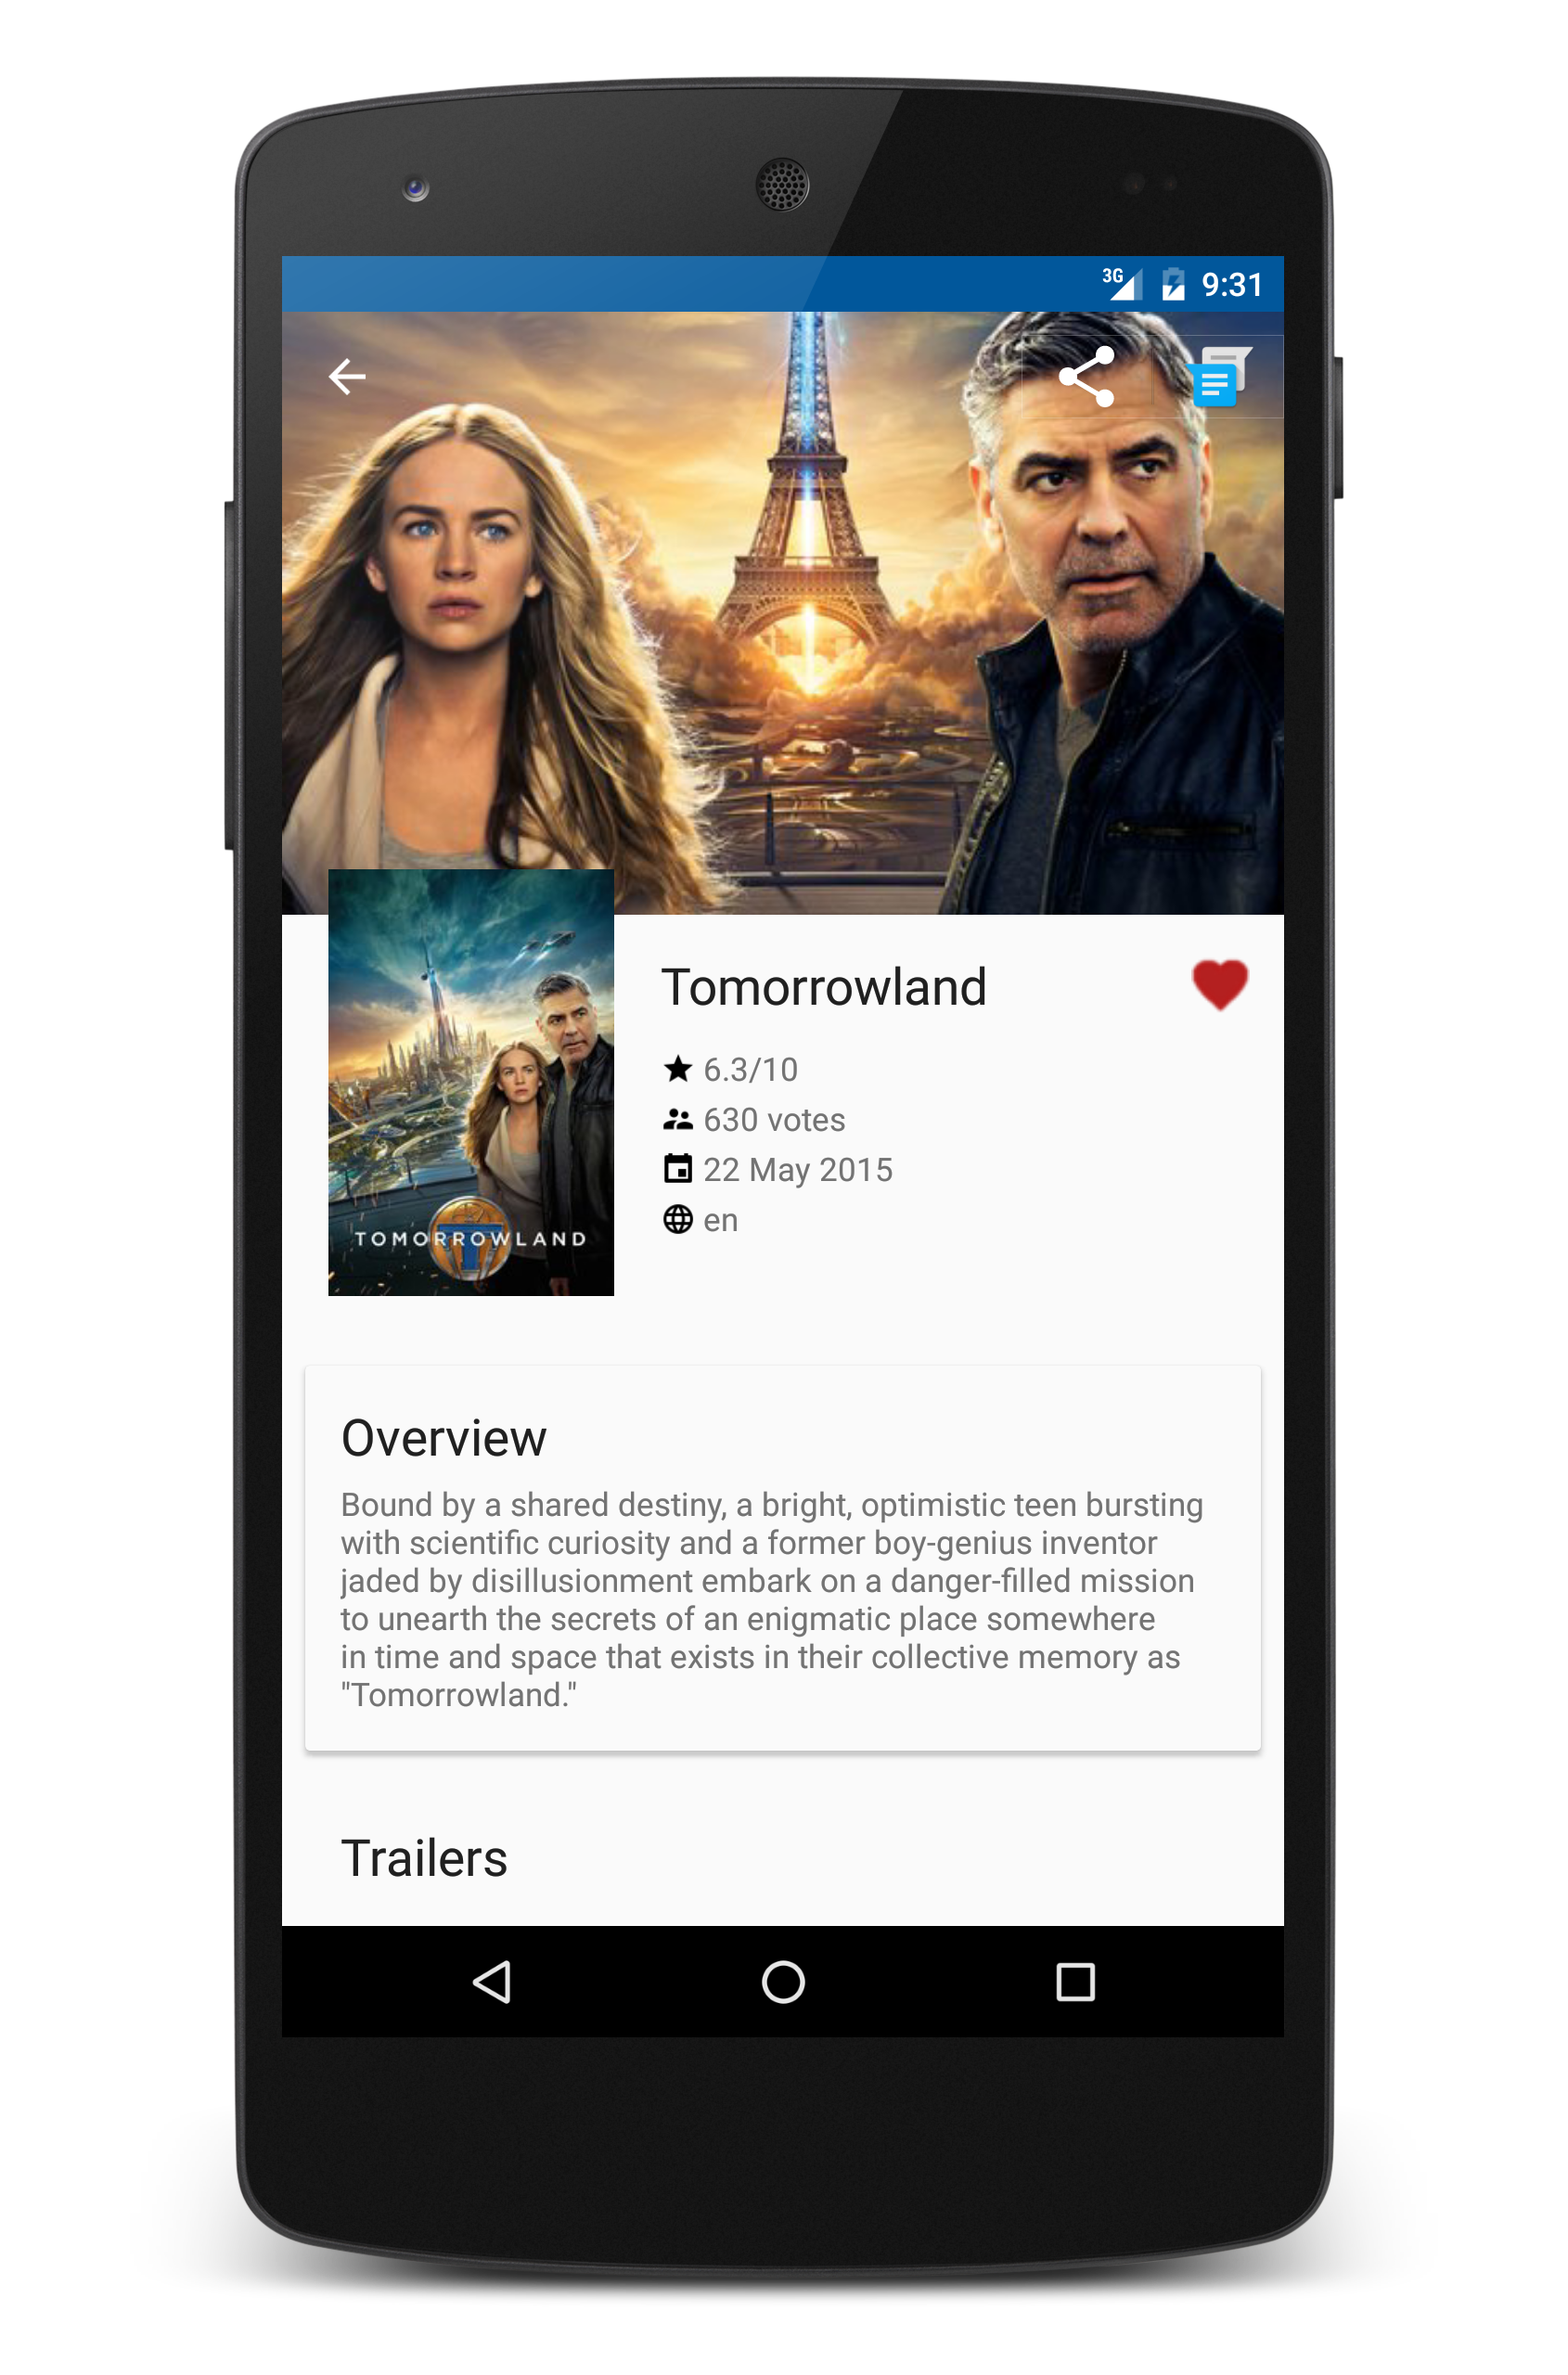 3G 9:31
Tomorrowland
6.3/10
630 votes
22 May 2015
en
TOMORROWLAND
Overview
Bound by a shared destiny, a bright, optimistic teen bursting
with scientific curiosity and a former boy-genius inventor
jaded by disillusionment embark on a danger-filled mission
to unearth the secrets of an enigmatic place somewhere
in time and space that exists in their collective memory as
"Tomorrowland."
Trailers